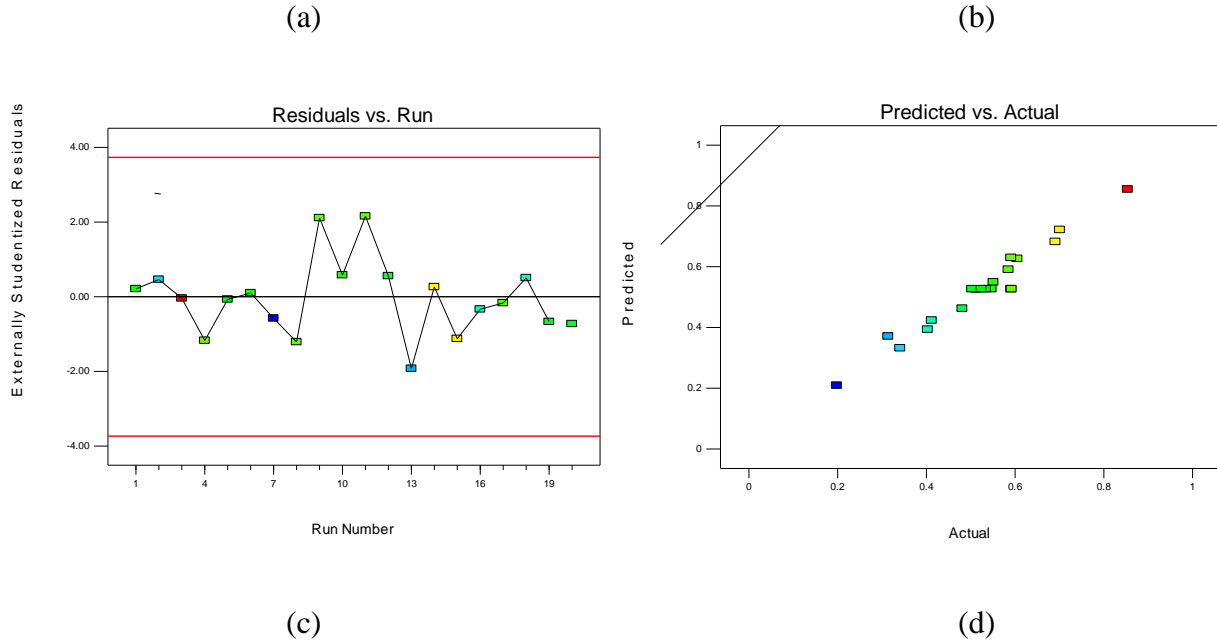 (a)
(b)
Residuals vs. Run
Externally Studentized Residuals
4.00
2.00
0.00
-2.00
-4.00
1
4
7
10
13
16
19
Run Number
Predicted vs. Actual
Predicted
1
0.8
0.6
0.4
0.2
0
0
0.2
0.4
0.6
0.8
1
Actual
(c)
(d)